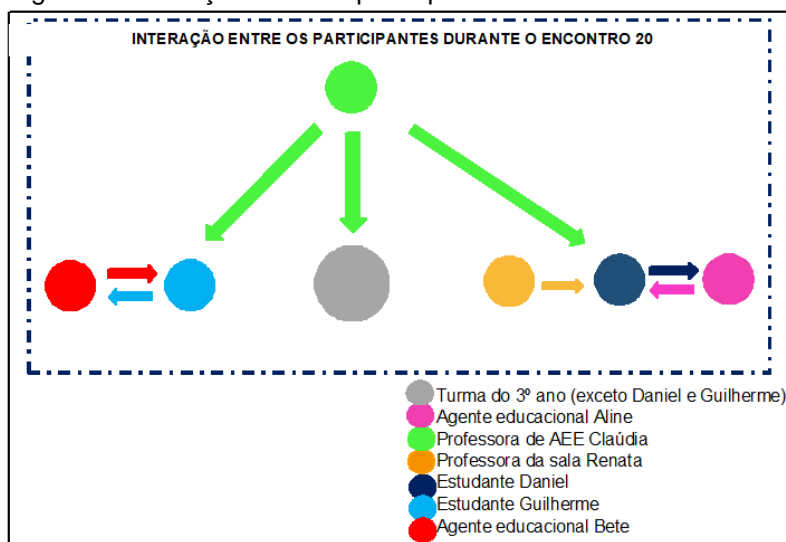 INTERAÇÃO ENTRE OS PARTICIPANTES DURANTE O ENCONTRO 20
Turma do 3º ano (exceto Daniel e Guilherme)
Agente educacional Aline
Professora de AEE Claúdia
Professora da sala Renata
Estudante Daniel
Estudante Guilherme
Agente educacional Bete